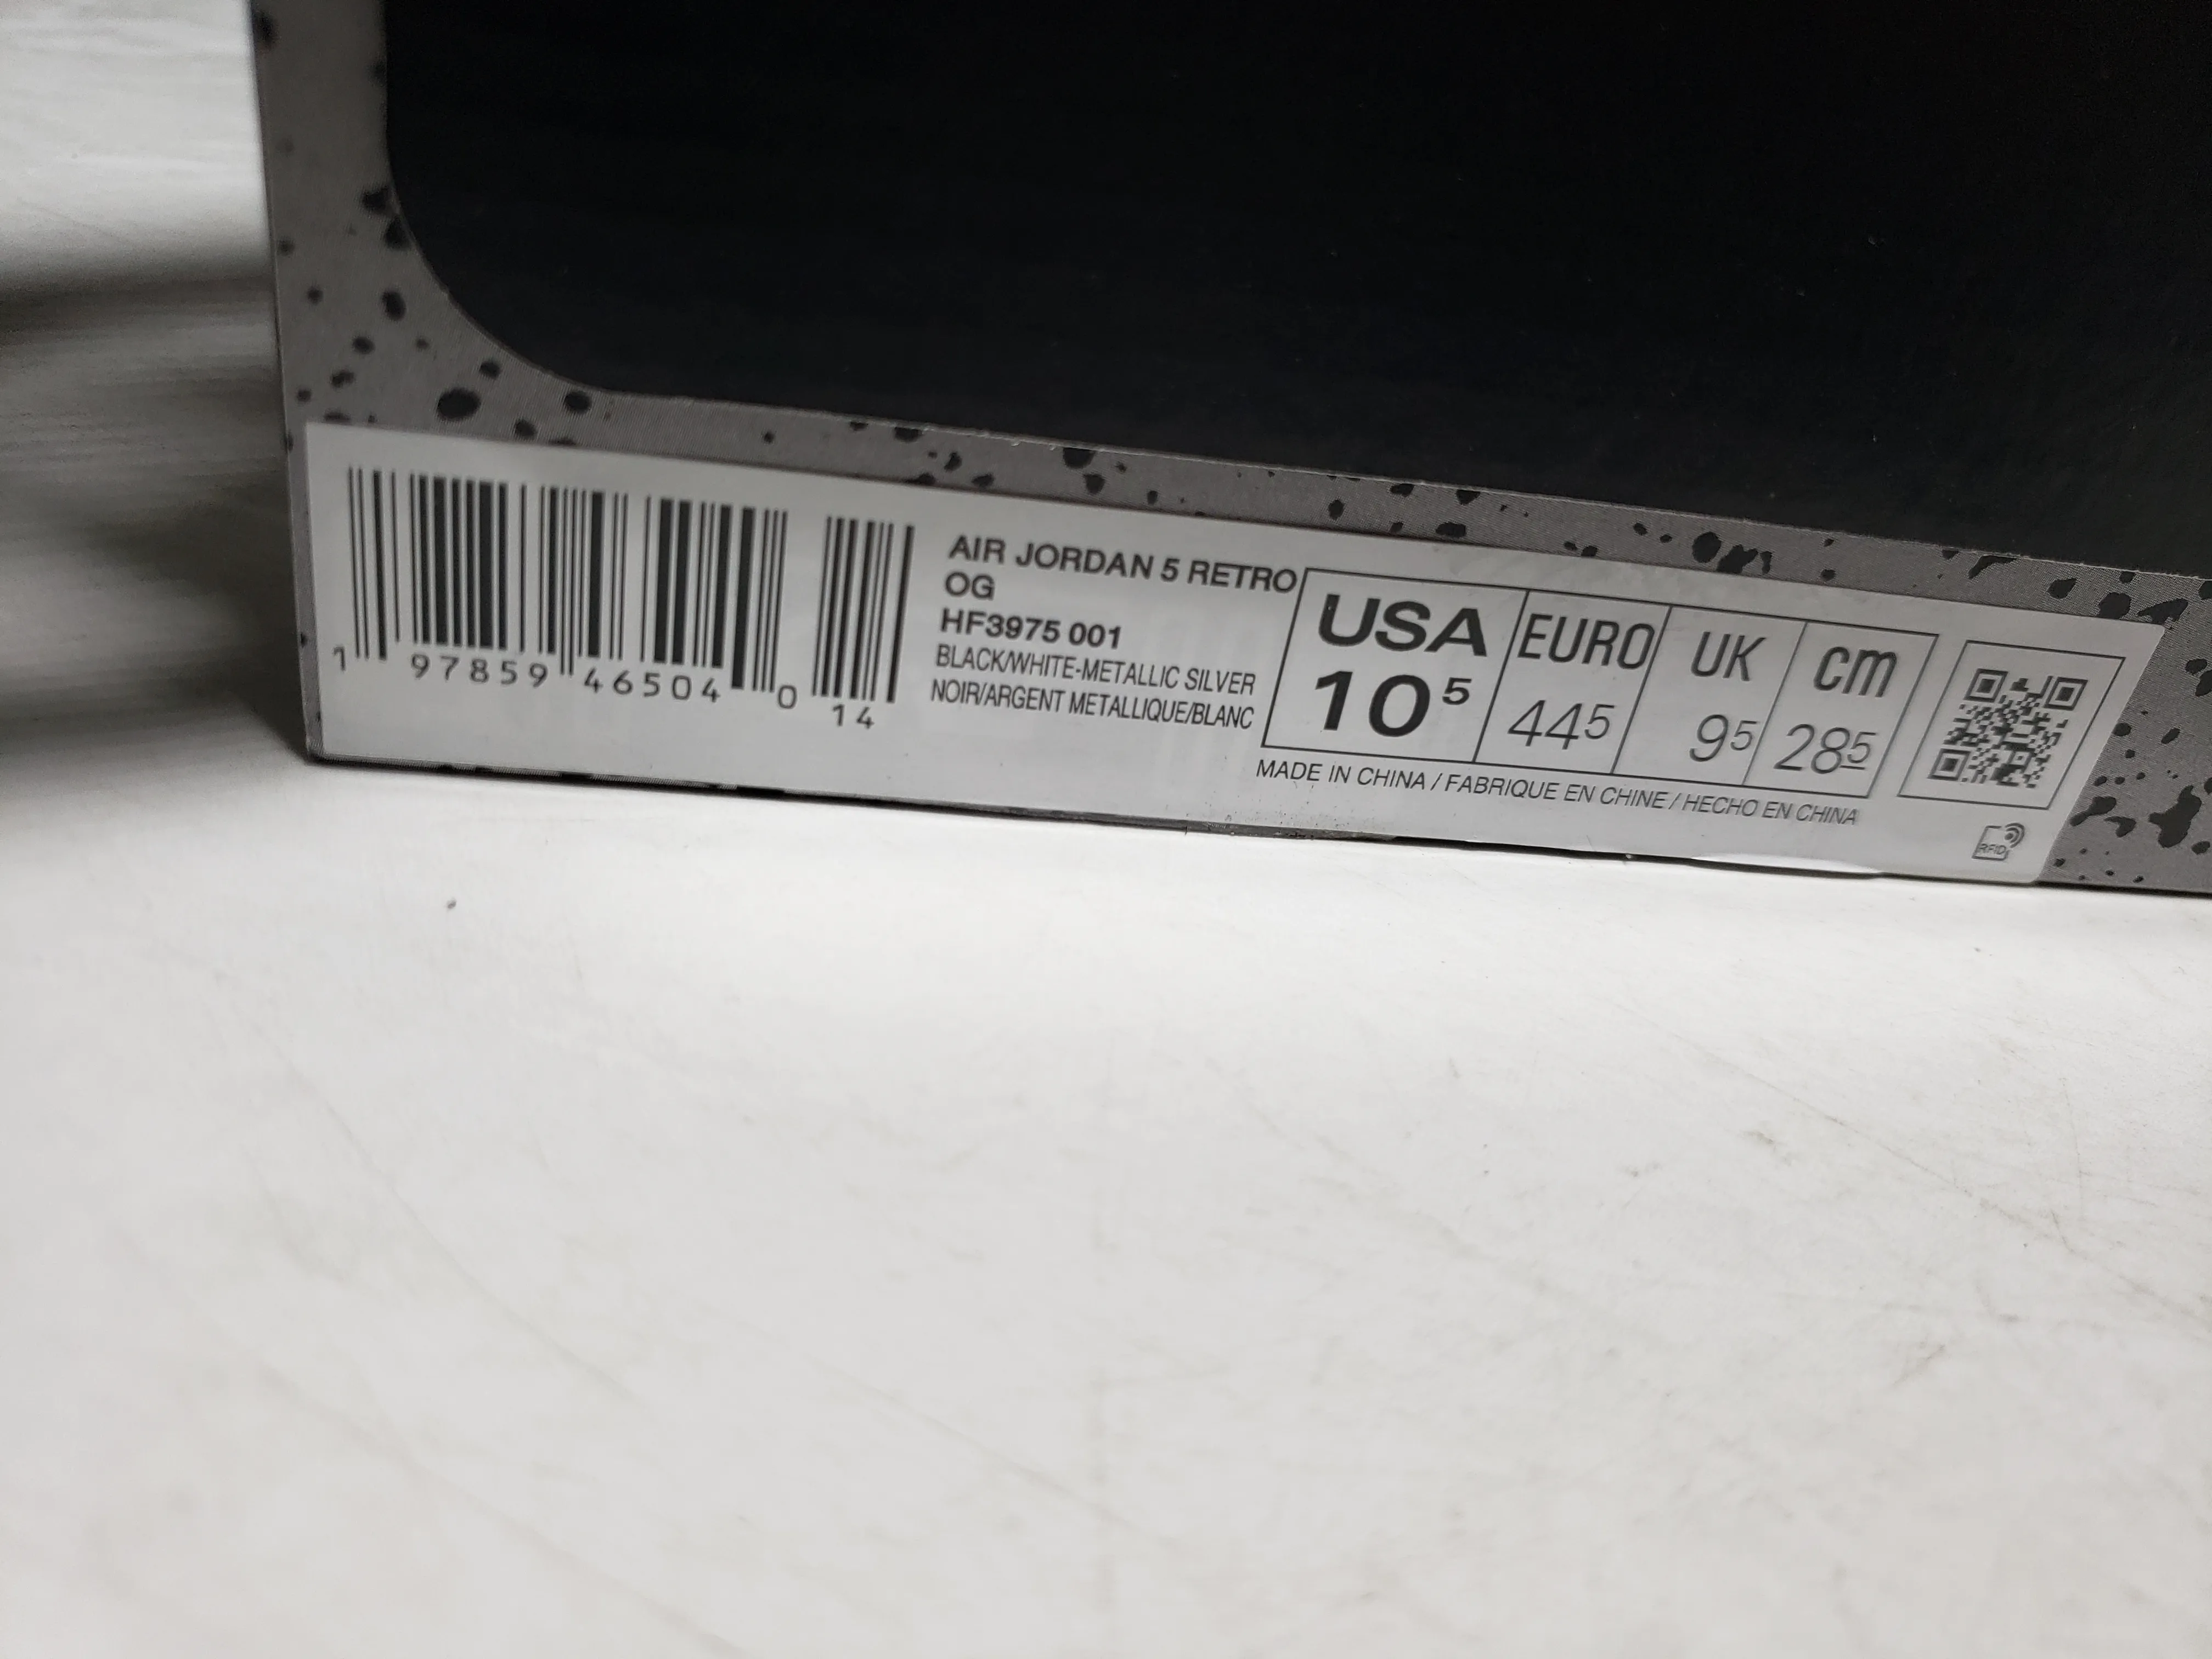 1 97859 46504 0 14
AIR JORDAN 5 RETRO
OG
HF3975 001
BLACK/WHITE-METALLIC SILVER
NOIR/ARGENT METALLIQUE/BLANC
USA EURO UK cm
10⁵ 44⁵ 9⁵ 28⁵
MADE IN CHINA / FABRIQUE EN CHINE / HECHO EN CHINA
RFID